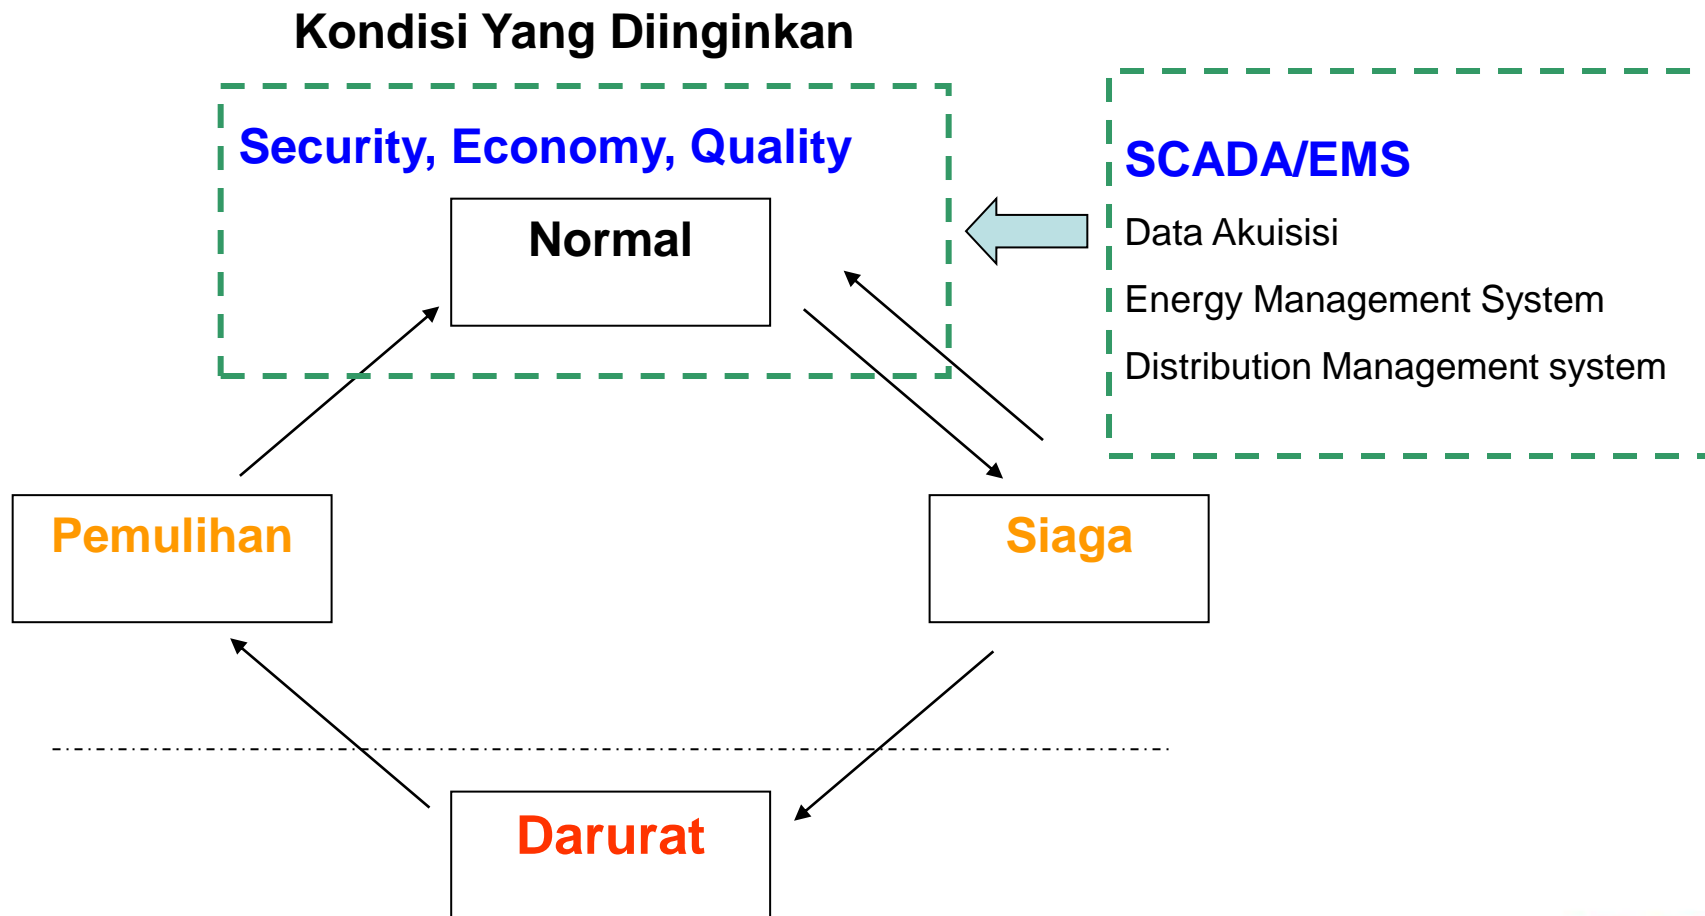 Kondisi Yang Diinginkan
Security, Economy, Quality
Normal
SCADA/EMS
Data Akuisisi
Energy Management System
Distribution Management system
Pemulihan
Siaga
Darurat